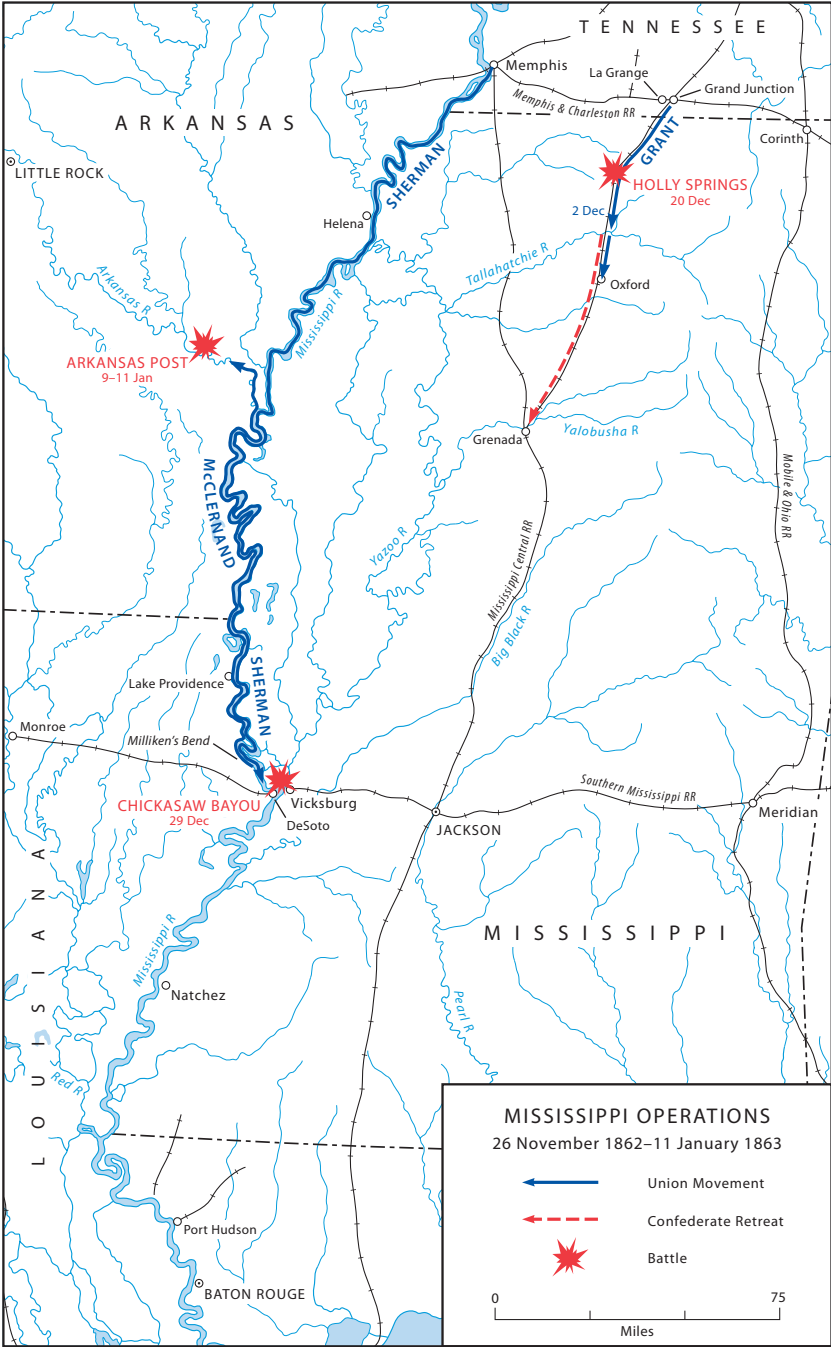 TENNESSEE
Memphis
La Grange
Grand Junction
Memphis & Charleston RR
ARKANSAS
Corinth
GRANT
SHERMAN
LITTLE ROCK
HOLLY SPRINGS
20 Dec
2 Dec
Helena
Tallahatchie R
Oxford
Arkansas R
Mississippi R
ARKANSAS POST
9–11 Jan
Grenada
Yalobusha R
McCLERNAND
Mobile & Ohio RR
Yazoo R
Mississippi Central RR
Big Black R
SHERMAN
Lake Providence
Monroe
Milliken's Bend
CHICKASAW BAYOU
29 Dec
Vicksburg
DeSoto
Southern Mississippi RR
Meridian
JACKSON
LOUISIANA
MISSISSIPPI
Mississippi R
Natchez
Pearl R
Red R
Port Hudson
BATON ROUGE
MISSISSIPPI OPERATIONS
26 November 1862–11 January 1863
Union Movement
Confederate Retreat
Battle
0 75
Miles